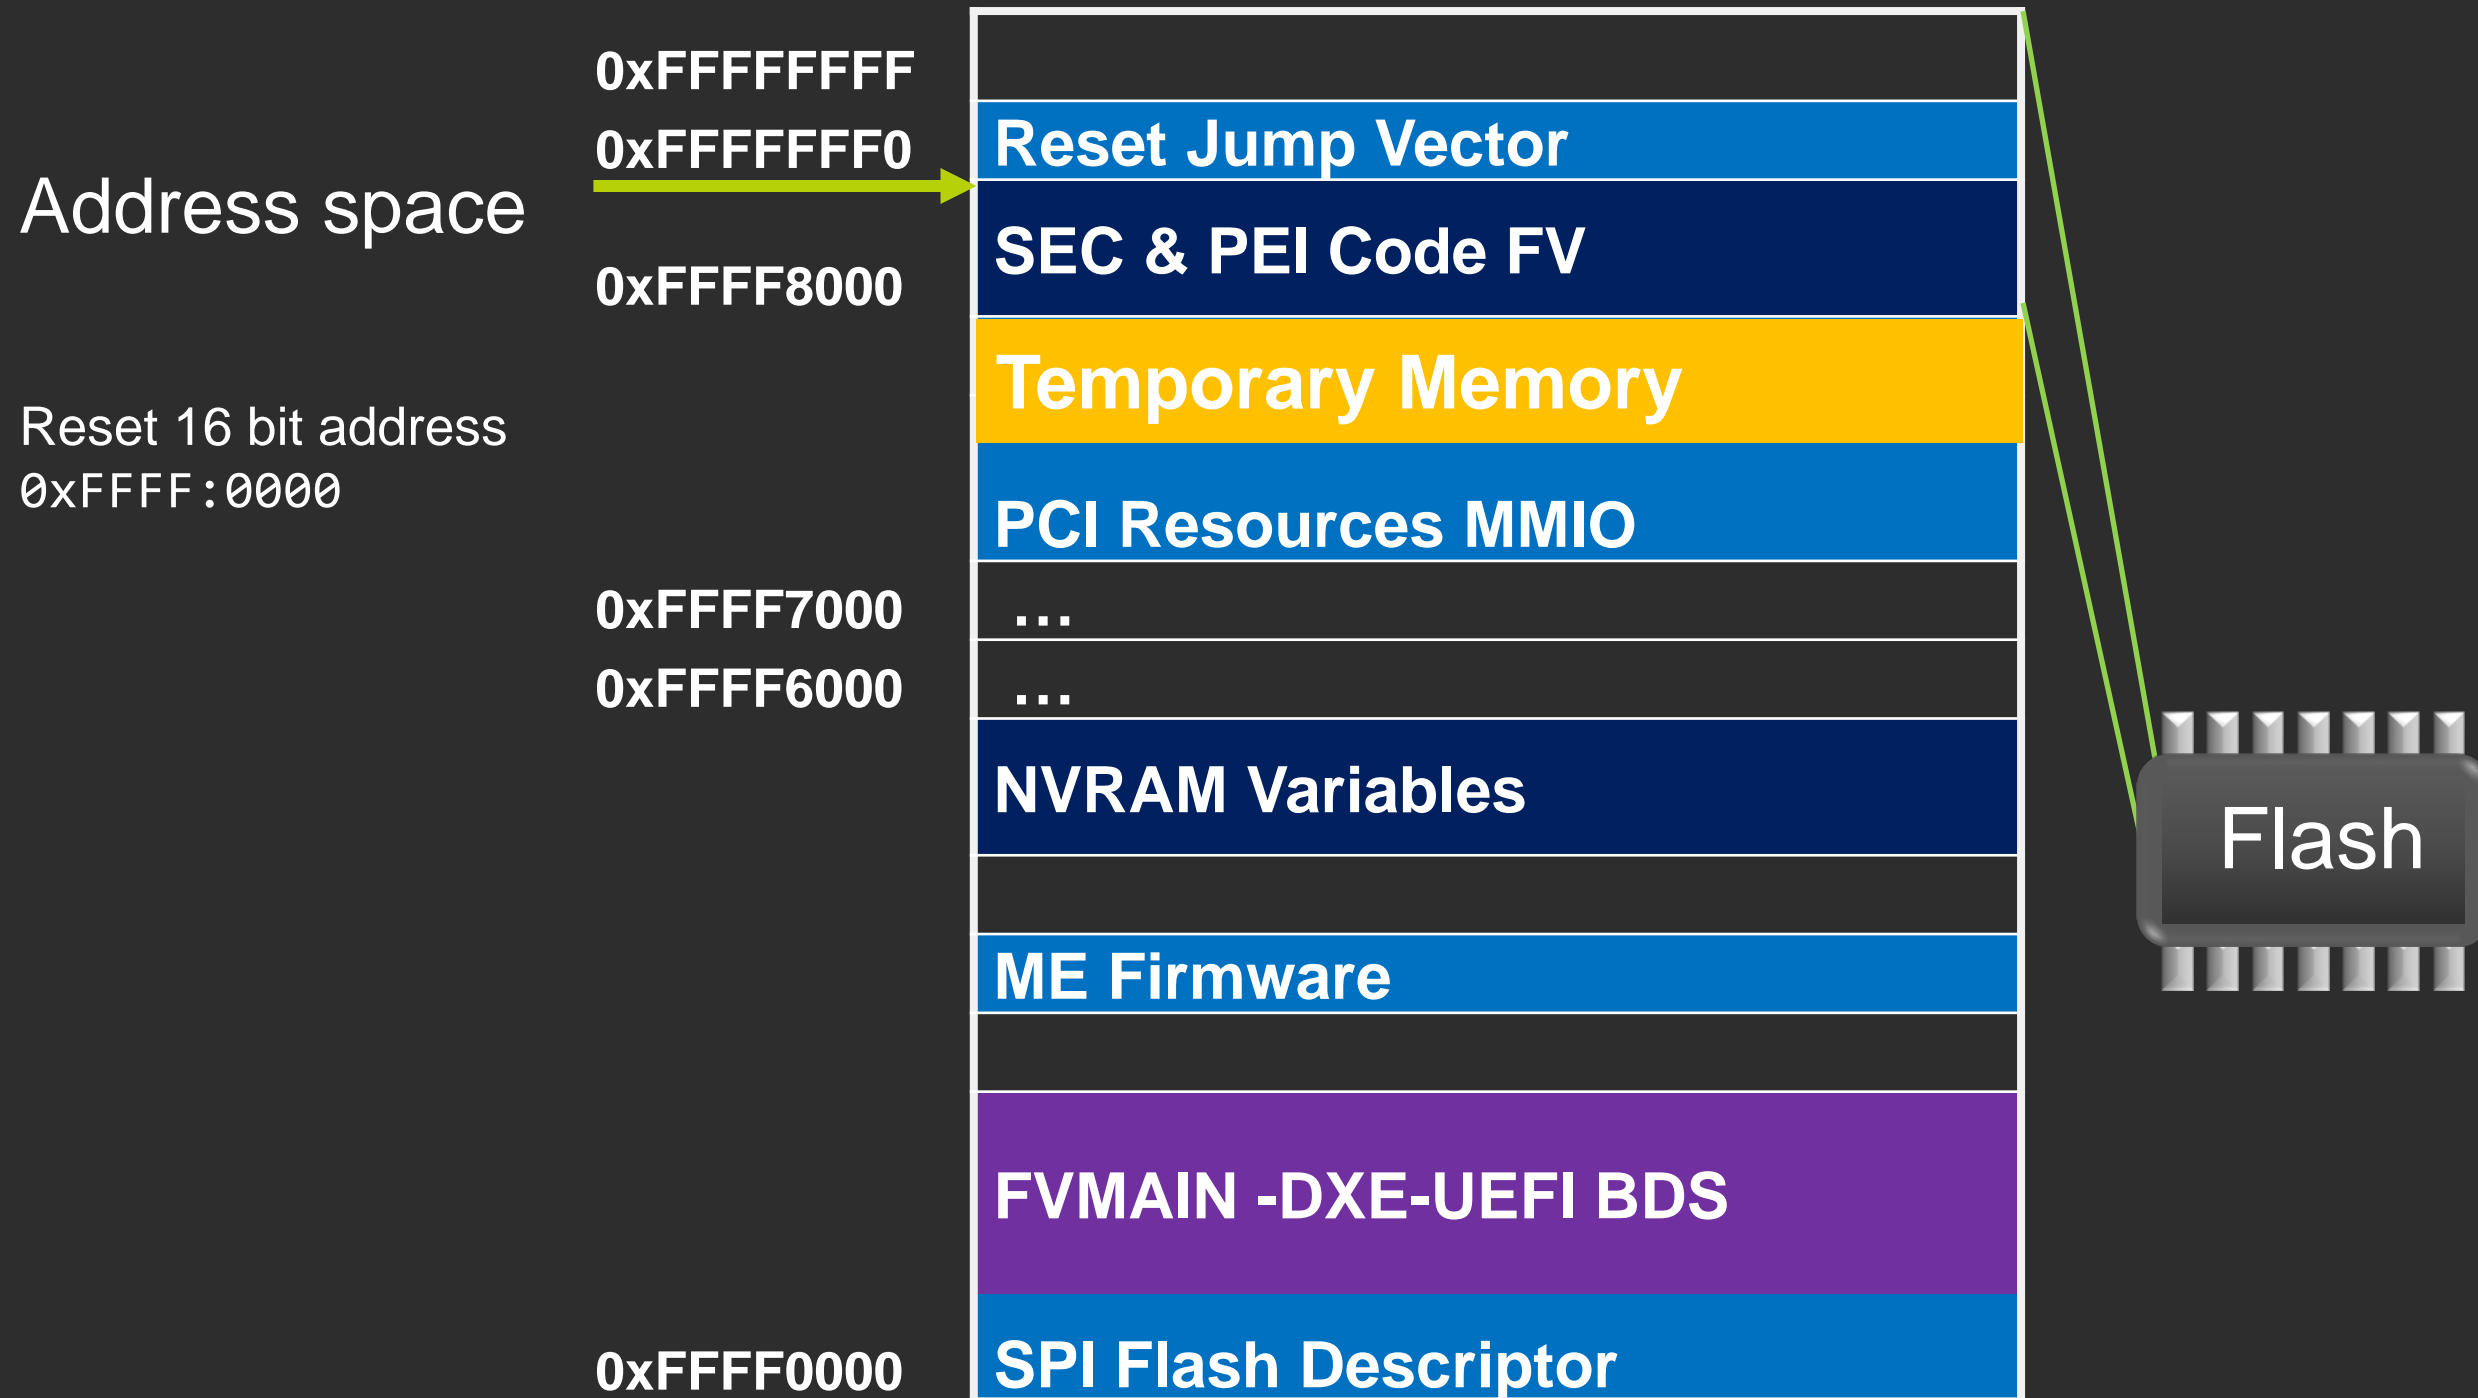 Address space
Reset 16 bit address
0xFFFF:0000
0xFFFFFFFF
0xFFFFFFF0
Reset Jump Vector
SEC & PEI Code FV
0xFFFF8000
Temporary Memory
PCI Resources MMIO
0xFFFF7000
...
0xFFFF6000
...
NVRAM Variables
ME Firmware
FVMAIN -DXE-UEFI BDS
0xFFFF0000
SPI Flash Descriptor
Flash